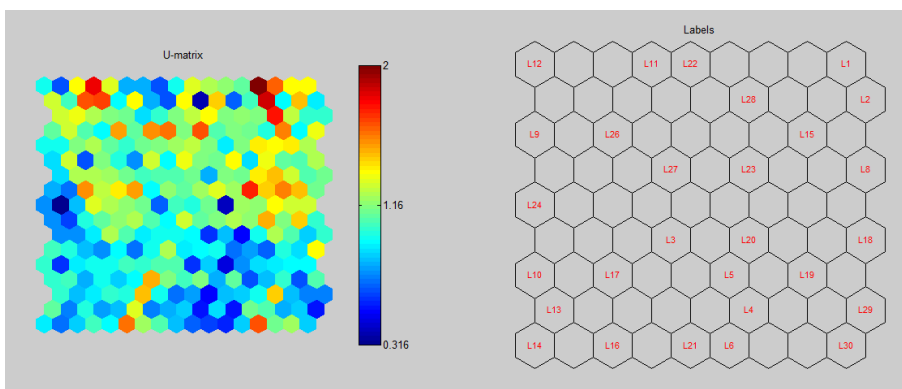 U-matrix
Labels
2
1.16
0.316
L12 L11 L22 L1
L28 L2
L9 L26 L15
L27 L23 L8
L24
L3 L20 L18
L10 L17 L5 L19
L13 L4 L29
L14 L16 L21 L6 L30